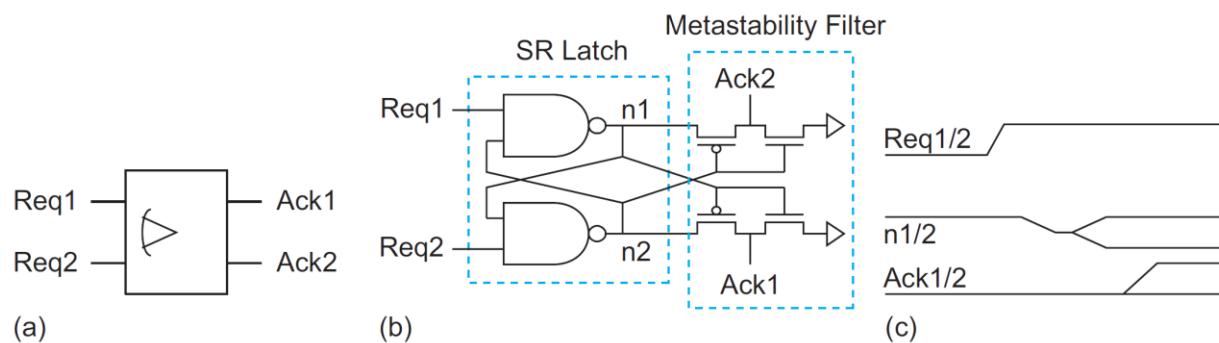 Metastability Filter
SR Latch
Ack2
Req1
n1
Req1/2
Req1
Ack1
Req2
Ack2
n1/2
Req2
n2
Ack1
Ack1/2
(a)
(b)
(c)